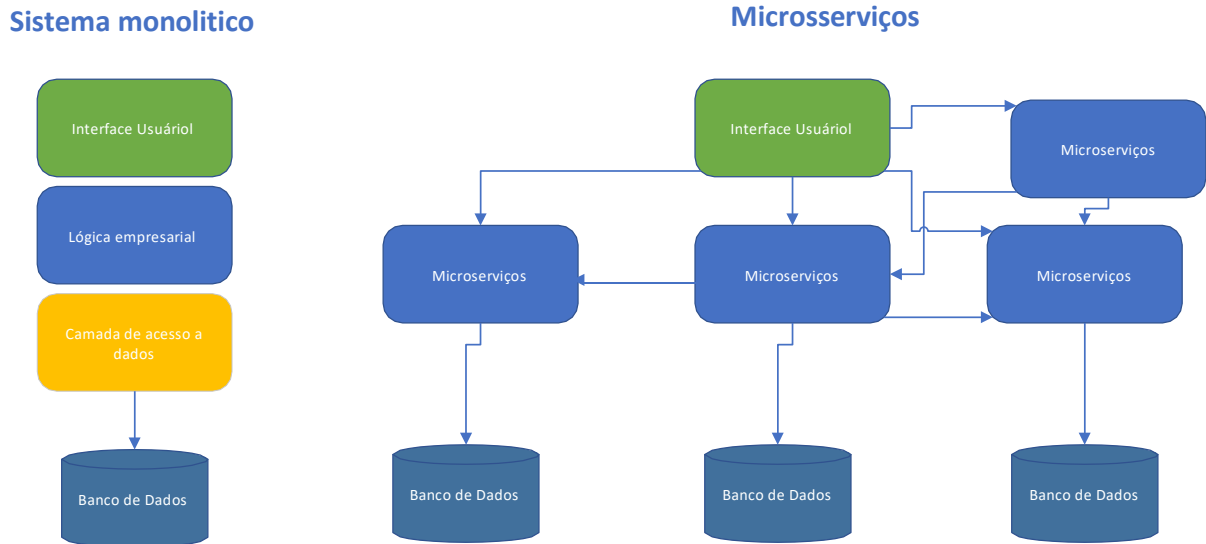 Sistema monolitico
Microsserviços
Interface Usuáriol
Interface Usuáriol
Microserviços
Lógica empresarial
Microserviços
Microserviços
Microserviços
Camada de acesso a
dados
Banco de Dados
Banco de Dados
Banco de Dados
Banco de Dados